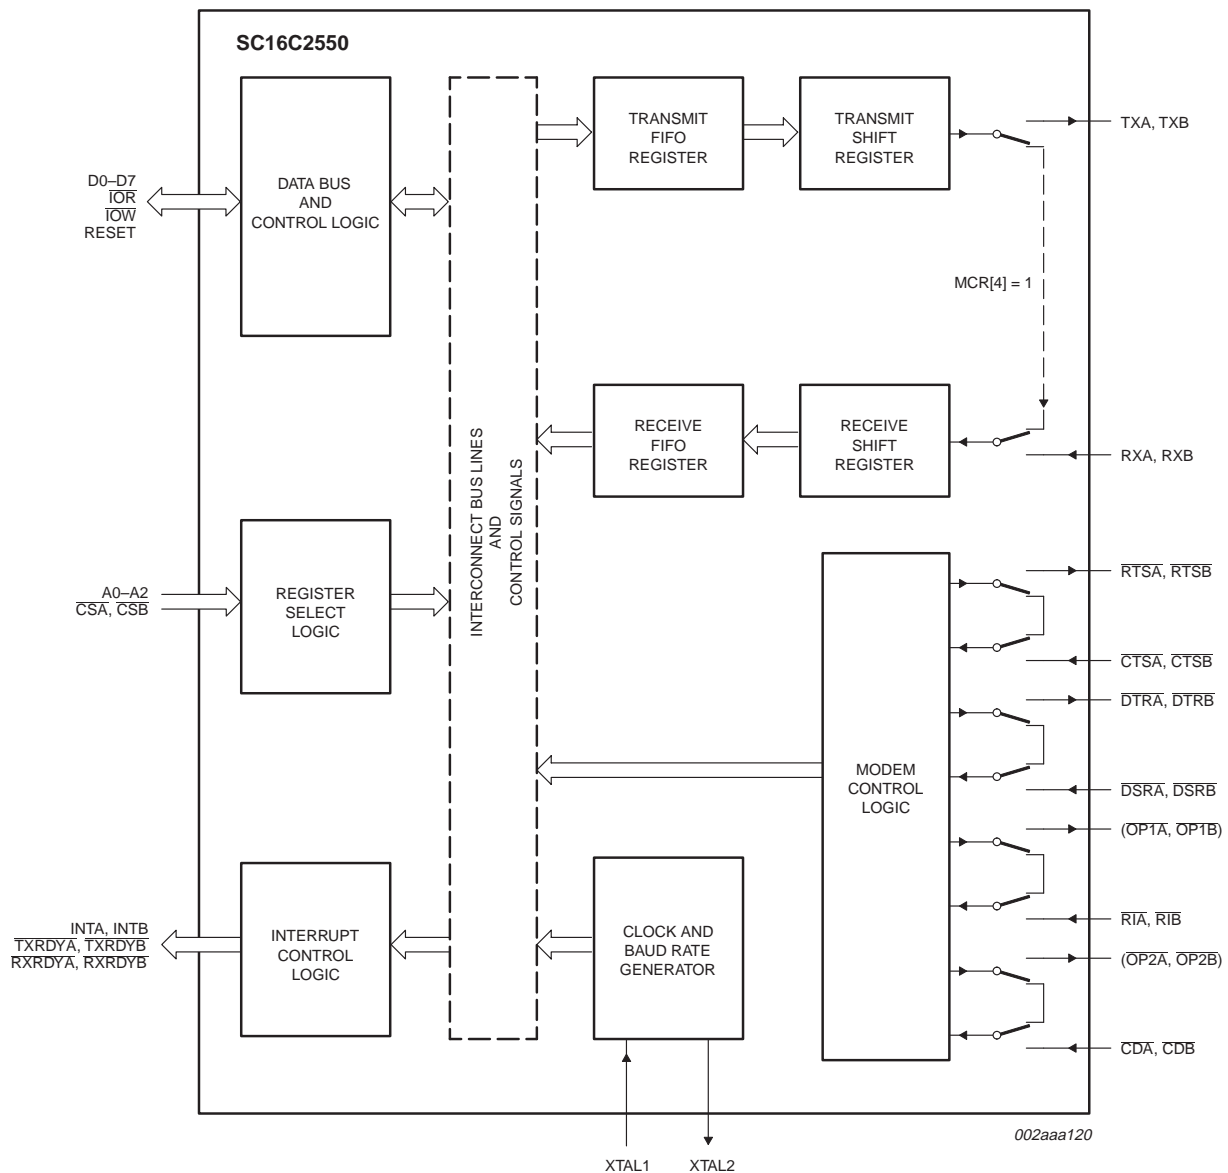 SC16C2550
D0–D7
IOR
IOW
RESET
DATA BUS
AND
CONTROL LOGIC
A0–A2
CSA, CSB
REGISTER
SELECT
LOGIC
INTA, INTB
TXRDYA, TXRDYB
RXRDYA, RXRDYB
INTERRUPT
CONTROL
LOGIC
INTERCONNECT BUS LINES
AND
CONTROL SIGNALS
TRANSMIT
FIFO
REGISTER
TRANSMIT
SHIFT
REGISTER
TXA, TXB
MCR[4] = 1
RECEIVE
FIFO
REGISTER
RECEIVE
SHIFT
REGISTER
RXA, RXB
MODEM
CONTROL
LOGIC
RTSA, RTSB
CTSA, CTSB
DTRA, DTRB
DSRA, DSRB
(OP1A, OP1B)
RIA, RIB
(OP2A, OP2B)
CDA, CDB
CLOCK AND
BAUD RATE
GENERATOR
XTAL1 XTAL2
002aaa120